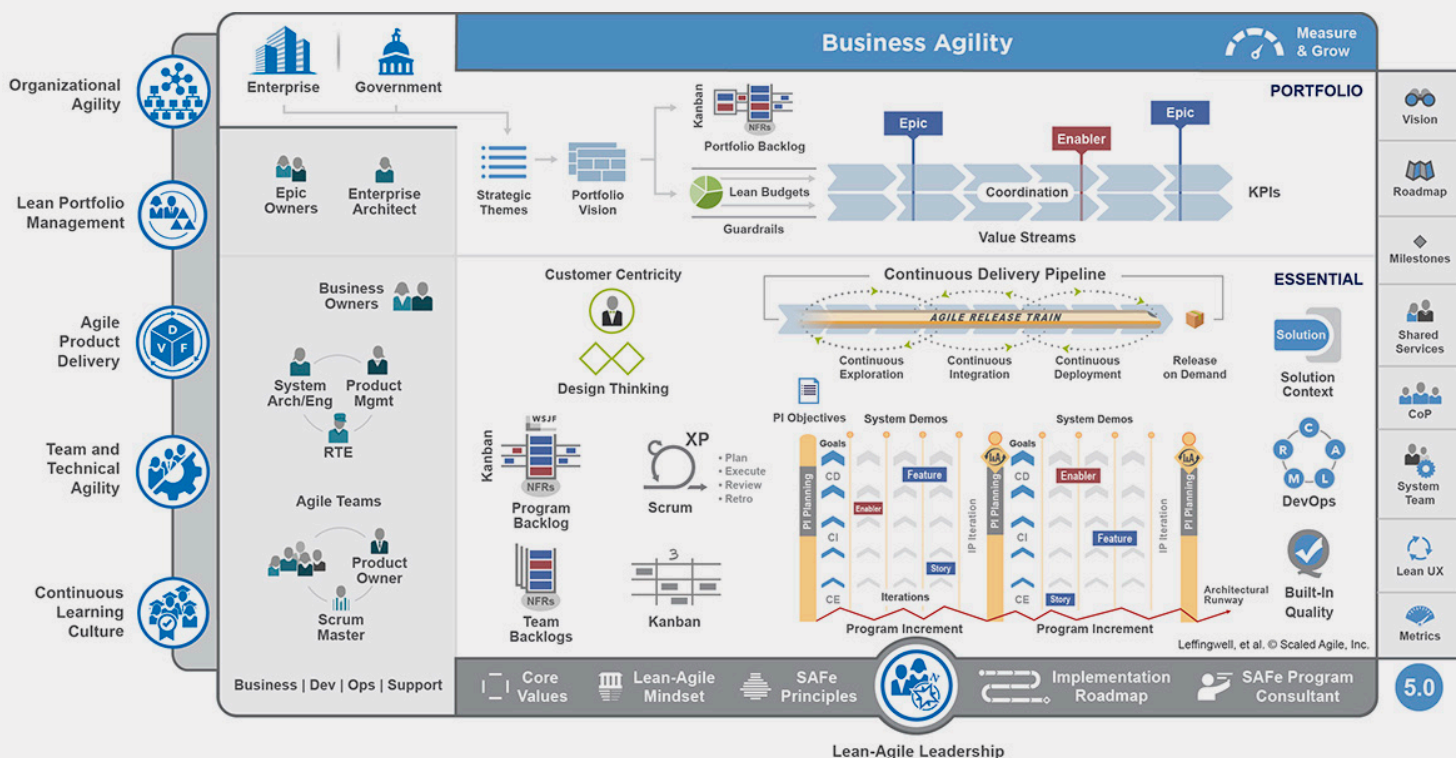 Business Agility
Measure
& Grow
Enterprise
Government
Organizational
Agility
Lean Portfolio
Management
Agile
Product
Delivery
D
V
F
Team and
Technical
Agility
Continuous
Learning
Culture
Epic
Owners
Enterprise
Architect
Business
Owners
System
Arch/Eng
Product
Mgmt
RTE
Agile Teams
Product
Owner
Scrum
Master
Business | Dev | Ops | Support
PORTFOLIO
Strategic
Themes
Portfolio
Vision
Kanban
NFRs
Portfolio Backlog
Lean Budgets
Guardrails
Epic
Enabler
Epic
Coordination
KPIs
Value Streams
ESSENTIAL
Customer Centricity
Design Thinking
Continuous Delivery Pipeline
AGILE RELEASE TRAIN
Continuous
Exploration
Continuous
Integration
Continuous
Deployment
Release
on Demand
Kanban
WSJF
NFRs
Program
Backlog
XP
• Plan
• Execute
• Review
• Retro
Scrum
NFRs
Team
Backlogs
3
Kanban
PI Objectives
System Demos
System Demos
PI Planning
Goals
CD
CI
CE
Feature
Enabler
Story
Iterations
IP Iteration
I&A
PI Planning
Goals
CD
CI
CE
Enabler
Feature
Story
IP Iteration
I&A
PI Planning
Program Increment
Program Increment
Architectural
Runway
Solution
Solution
Context
C
A
L
M
R
DevOps
Built-In
Quality
Leffingwell, et al. © Scaled Agile, Inc.
Vision
Roadmap
Milestones
Shared
Services
CoP
System
Team
Lean UX
Metrics
Core
Values
Lean-Agile
Mindset
SAFe
Principles
N
Implementation
Roadmap
SAFe Program
Consultant
5.0
Lean-Agile Leadership